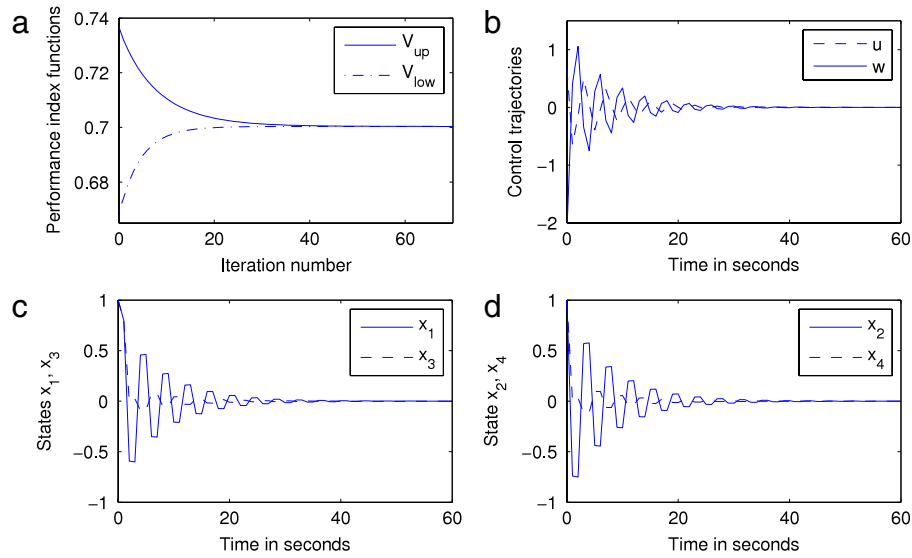 a
Performance index functions
0.74
0.72
0.7
0.68
0
20
40
60
Iteration number
V_up
V_low
b
Control trajectories
1
0
−1
−2
0
20
40
60
Time in seconds
u
w
c
States x_1, x_3
1
0.5
0
−0.5
−1
0
20
40
60
Time in seconds
x_1
x_3
d
State x_2, x_4
1
0.5
0
−0.5
−1
0
20
40
60
Time in seconds
x_2
x_4